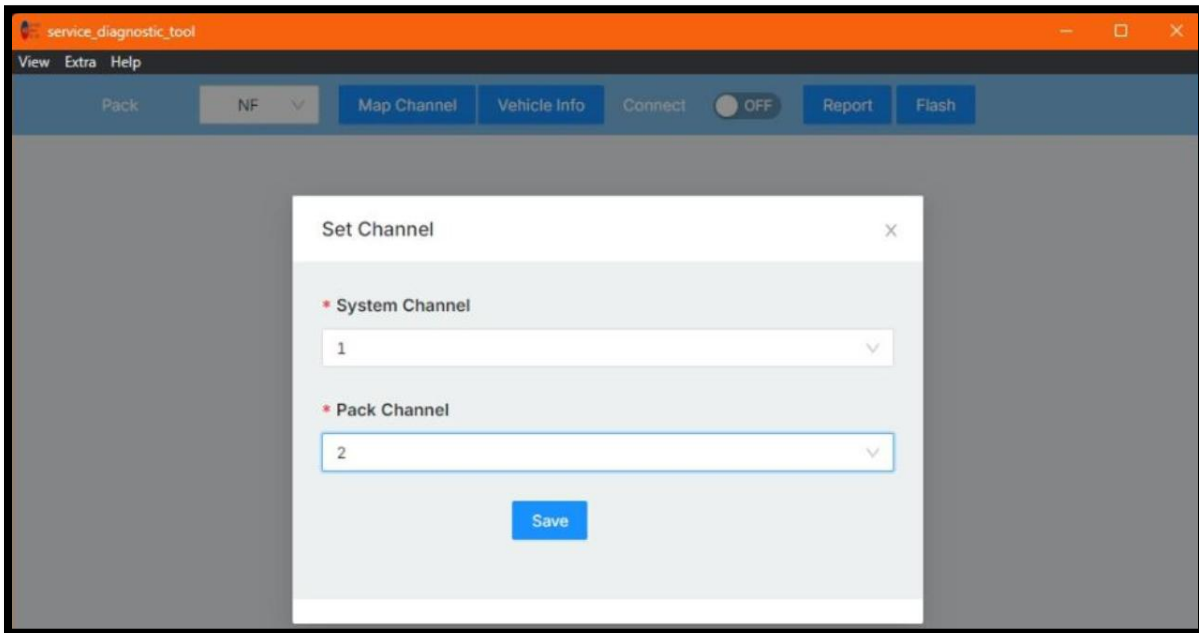 service_diagnostic_tool
View Extra Help
Pack NF Map Channel Vehicle Info Connect OFF Report Flash
Set Channel
* System Channel
1
* Pack Channel
2
Save